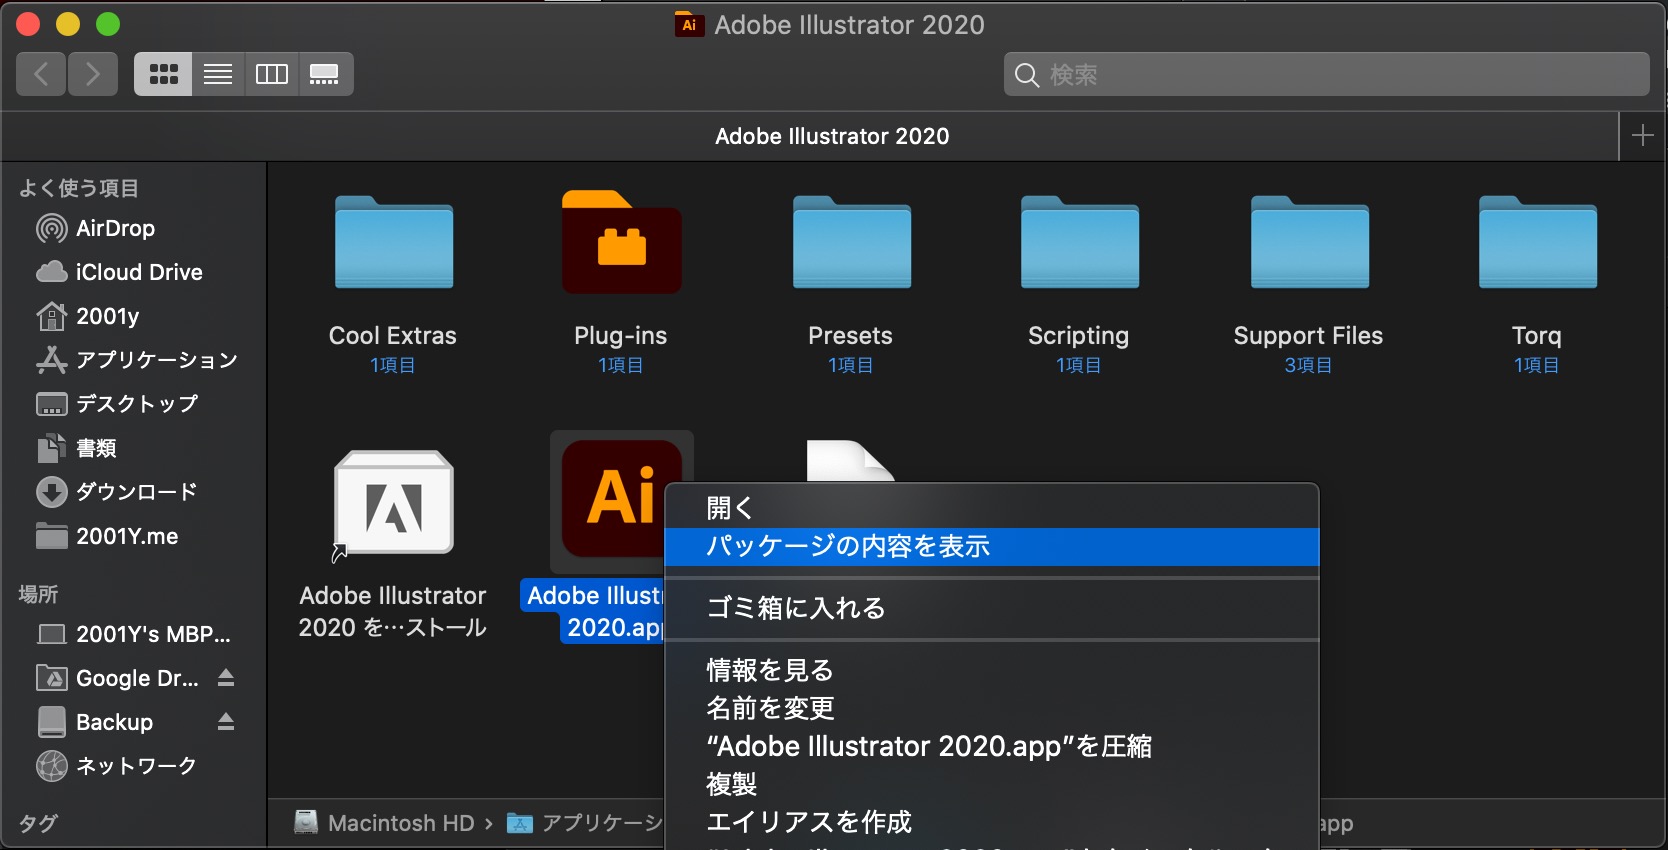 Ai Adobe Illustrator 2020
検索
Adobe Illustrator 2020
よく使う項目
AirDrop
iCloud Drive
2001y
アプリケーション
デスクトップ
書類
ダウンロード
2001Y.me
場所
2001Y's MBP...
Google Dr...
Backup
ネットワーク
タグ
Cool Extras
1項目
Plug-ins
1項目
Presets
1項目
Scripting
1項目
Support Files
3項目
Torq
1項目
Adobe Illustrator
2020 を…ストール
Ai
Adobe Illust
2020.app
開く
パッケージの内容を表示
ゴミ箱に入れる
情報を見る
名前を変更
“Adobe Illustrator 2020.app”を圧縮
複製
エイリアスを作成
Macintosh HD › アプリケーシ
app